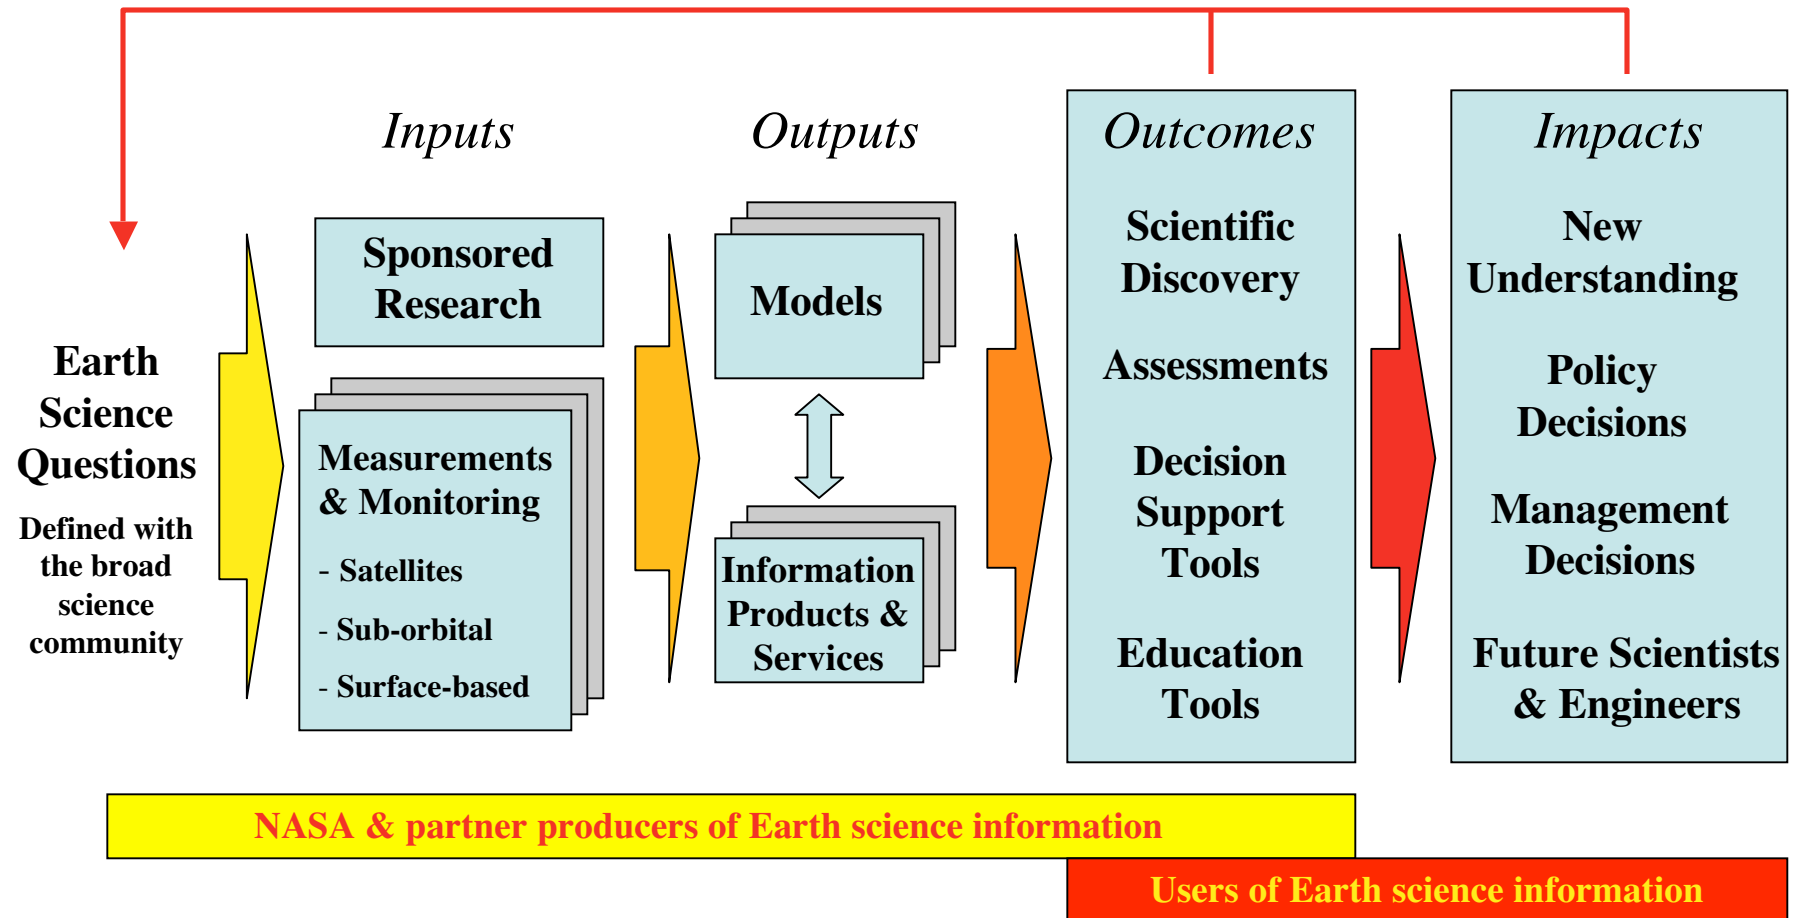 Earth
Science
Questions
Defined with
the broad
science
community
Inputs
Sponsored
Research
Measurements
& Monitoring
- Satellites
- Sub-orbital
- Surface-based
Outputs
Models
Information
Products &
Services
Outcomes
Scientific
Discovery
Assessments
Decision
Support
Tools
Education
Tools
Impacts
New
Understanding
Policy
Decisions
Management
Decisions
Future Scientists
& Engineers
NASA & partner producers of Earth science information
Users of Earth science information